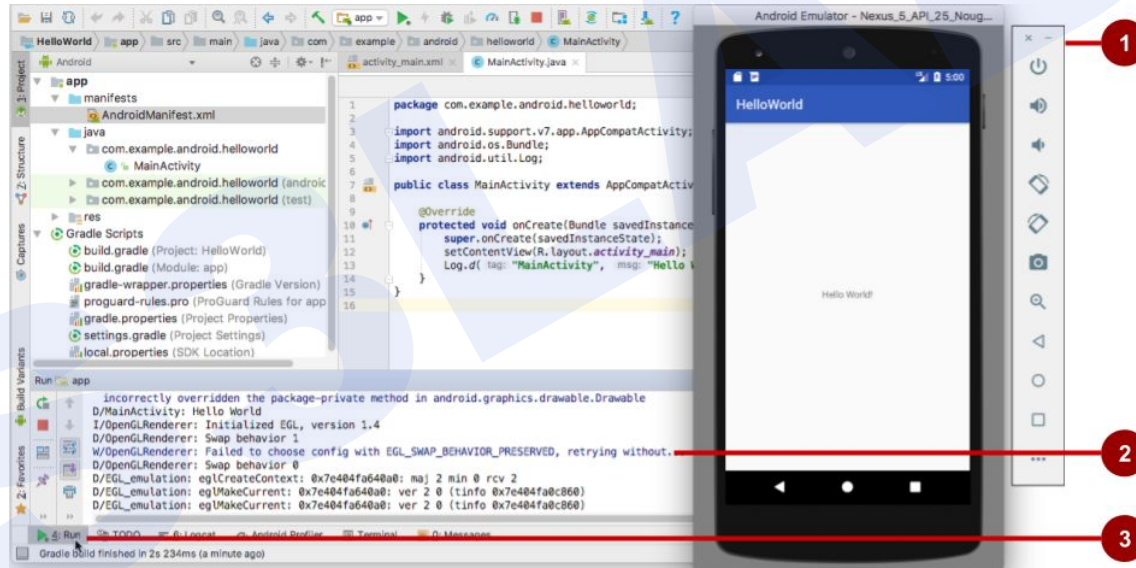 app
Android Emulator - Nexus_5_API_25_Noug...
HelloWorld app src main java com example android helloworld MainActivity
Android
activity_main.xml
MainActivity.java
1: Project
Z: Structure
Captures
Build Variants
2: Favorites
app
manifests
AndroidManifest.xml
java
com.example.android.helloworld
MainActivity
com.example.android.helloworld (androic
com.example.android.helloworld (test)
res
Gradle Scripts
build.gradle (Project: HelloWorld)
build.gradle (Module: app)
gradle-wrapper.properties (Gradle Version)
proguard-rules.pro (ProGuard Rules for app
gradle.properties (Project Properties)
settings.gradle (Project Settings)
local.properties (SDK Location)
1 package com.example.android.helloworld;
2
3 import android.support.v7.app.AppCompatActivity;
4 import android.os.Bundle;
5 import android.util.Log;
6
7 public class MainActivity extends AppCompatActiv
8
9 @Override
10 protected void onCreate(Bundle savedInstance
11 super.onCreate(savedInstanceState);
12 setContentView(R.layout.activity_main);
13 Log.d( tag: "MainActivity", msg: "Hello W
14 }
15 }
16
5:00
HelloWorld
Hello World!
1
Run app
incorrectly overridden the package-private method in android.graphics.drawable.Drawable
D/MainActivity: Hello World
I/OpenGLRenderer: Initialized EGL, version 1.4
D/OpenGLRenderer: Swap behavior 1
W/OpenGLRenderer: Failed to choose config with EGL_SWAP_BEHAVIOR_PRESERVED, retrying without.
D/OpenGLRenderer: Swap behavior 0
D/EGL_emulation: eglCreateContext: 0x7e404fa640a0: maj 2 min 0 rcv 2
D/EGL_emulation: eglMakeCurrent: 0x7e404fa640a0: ver 2 0 (tinfo 0x7e404fa0c860)
D/EGL_emulation: eglMakeCurrent: 0x7e404fa640a0: ver 2 0 (tinfo 0x7e404fa0c860)
2
4: Run TODO 6: Logcat Android Profiler Terminal 0: Messages
3
Gradle build finished in 2s 234ms (a minute ago)